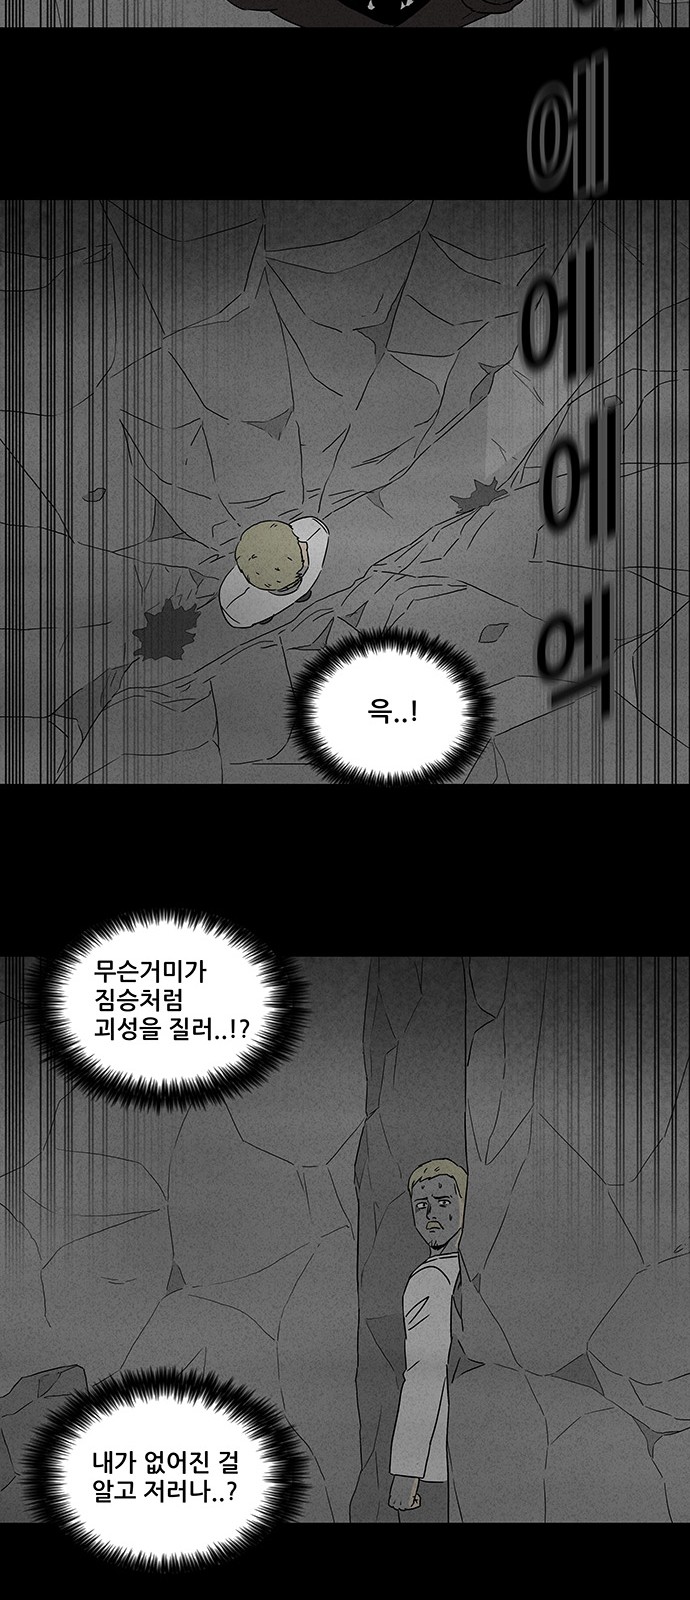 에
에
에
엑
윽..!
무슨거미가
짐승처럼
괴성을 질러..!?
내가 없어진 걸
알고 저러나..?